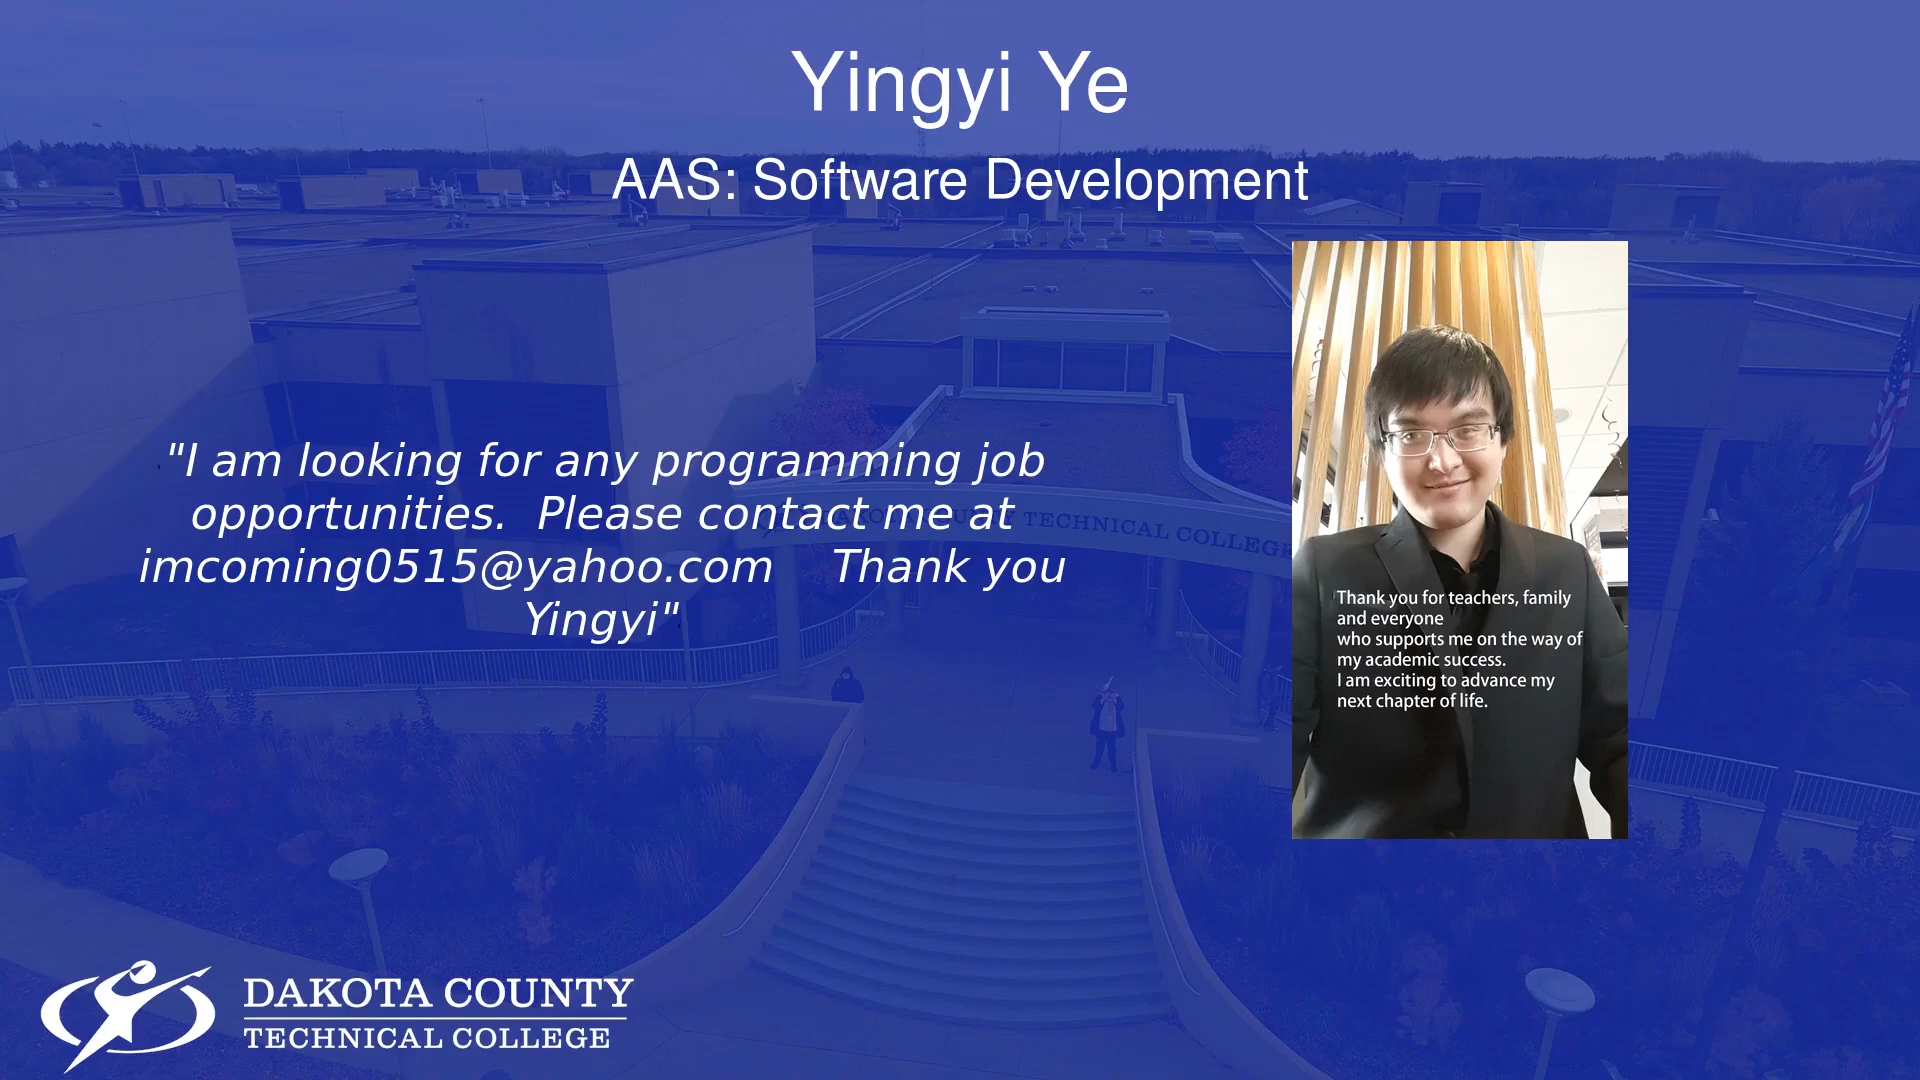 Yingyi Ye
AAS: Software Development
"I am looking for any programming job
opportunities.  Please contact me at
imcoming0515@yahoo.com    Thank you
Yingyi"
TECHNICAL COLLEGE
Thank you for teachers, family
and everyone
who supports me on the way of
my academic success.
I am exciting to advance my
next chapter of life.
DAKOTA COUNTY
TECHNICAL COLLEGE